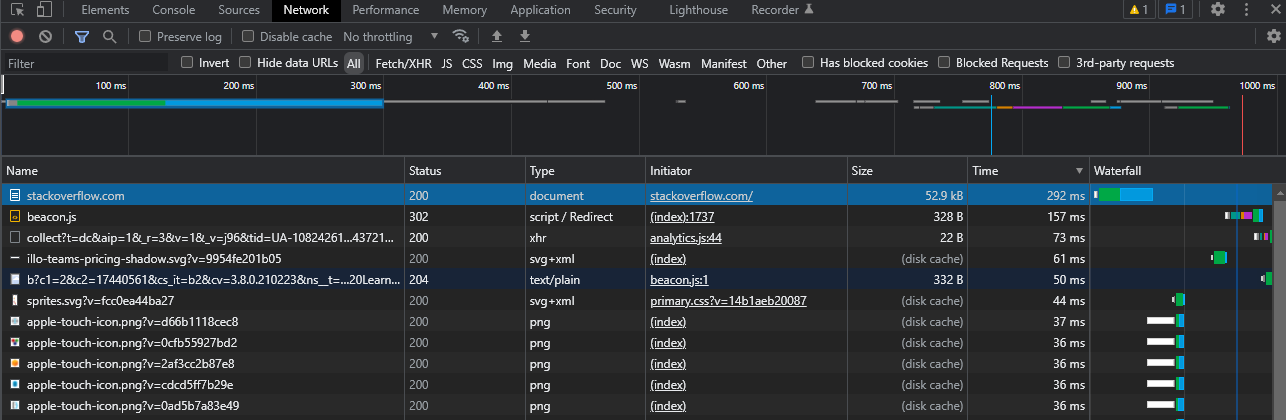 Elements Console Sources Network Performance Memory Application Security Lighthouse Recorder 1 1
Preserve log Disable cache No throttling
Filter Invert Hide data URLs All Fetch/XHR JS CSS Img Media Font Doc WS Wasm Manifest Other Has blocked cookies Blocked Requests 3rd-party requests
100 ms 200 ms 300 ms 400 ms 500 ms 600 ms 700 ms 800 ms 900 ms 1000 ms
Name Status Type Initiator Size Time Waterfall
stackoverflow.com 200 document stackoverflow.com/ 52.9 kB 292 ms
beacon.js 302 script / Redirect (index):1737 328 B 157 ms
collect?t=dc&aip=1&_r=3&v=1&_v=j96&tid=UA-10824261...43721... 200 xhr analytics.js:44 22 B 73 ms
illo-teams-pricing-shadow.svg?v=9954fe201b05 200 svg+xml (index) (disk cache) 61 ms
b?c1=2&c2=17440561&cs_it=b2&cv=3.8.0.210223&ns__t=...20Learn... 204 text/plain beacon.js:1 332 B 50 ms
sprites.svg?v=fcc0ea44ba27 200 svg+xml primary.css?v=14b1aeb20087 (disk cache) 44 ms
apple-touch-icon.png?v=d66b1118cec8 200 png (index) (disk cache) 37 ms
apple-touch-icon.png?v=0cfb55927bd2 200 png (index) (disk cache) 36 ms
apple-touch-icon.png?v=2af3cc2b87e8 200 png (index) (disk cache) 36 ms
apple-touch-icon.png?v=cdcd5ff7b29e 200 png (index) (disk cache) 36 ms
apple-touch-icon.png?v=0ad5b7a83e49 200 png (index) (disk cache) 36 ms